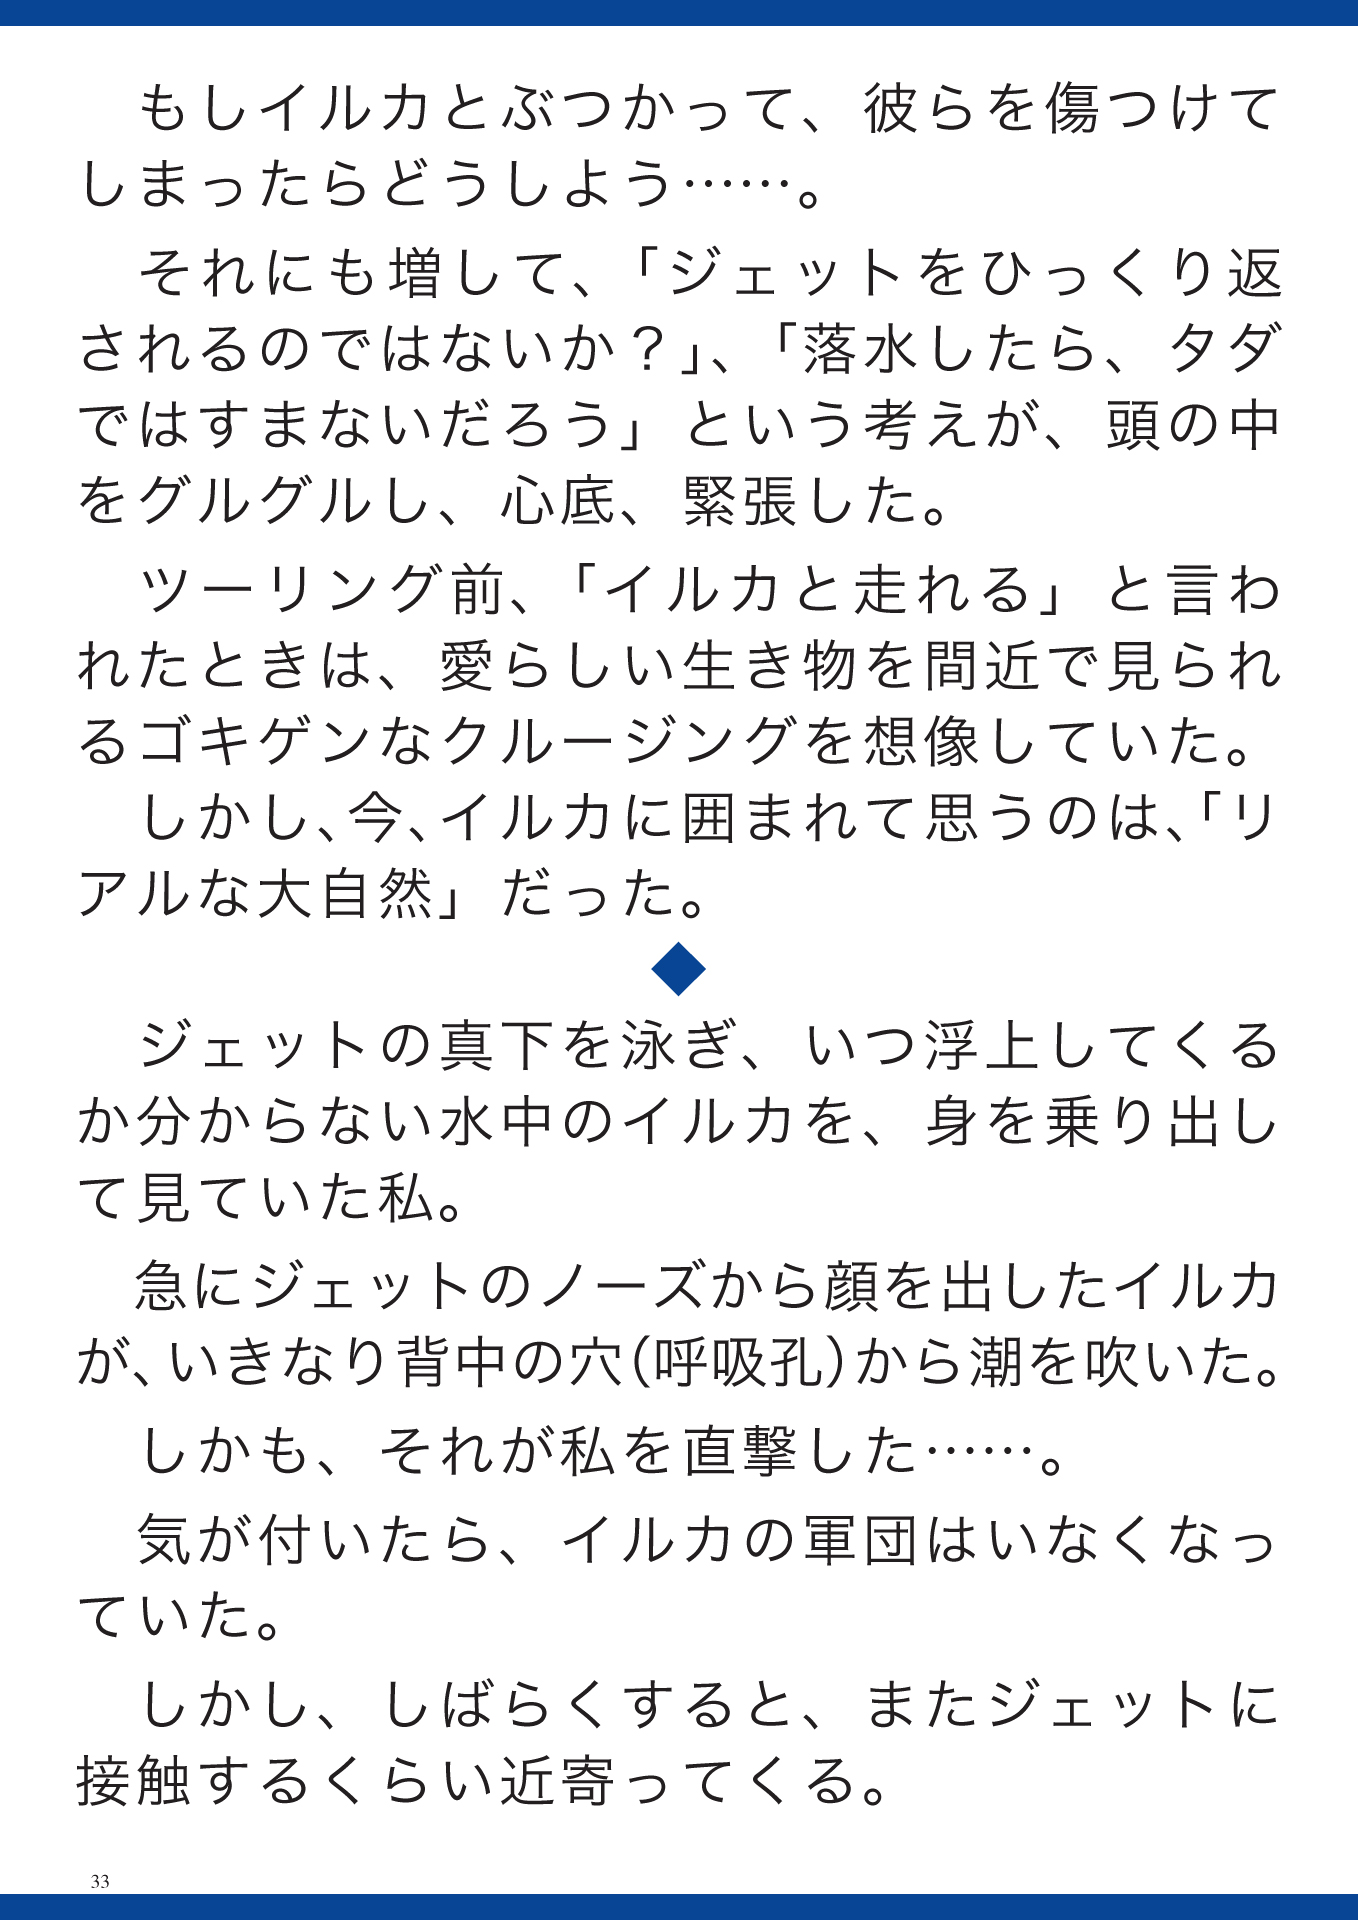 もしイルカとぶつかって、彼らを傷つけて
しまったらどうしよう……。
　それにも増して、「ジェットをひっくり返
されるのではないか？」、「落水したら、タダ
ではすまないだろう」という考えが、頭の中
をグルグルし、心底、緊張した。
　ツーリング前、「イルカと走れる」と言わ
れたときは、愛らしい生き物を間近で見られ
るゴキゲンなクルージングを想像していた。
　しかし、今、イルカに囲まれて思うのは、「リ
アルな大自然」だった。
◆
　ジェットの真下を泳ぎ、いつ浮上してくる
か分からない水中のイルカを、身を乗り出し
て見ていた私。
　急にジェットのノーズから顔を出したイルカ
が、いきなり背中の穴（呼吸孔）から潮を吹いた。
　しかも、それが私を直撃した……。
　気が付いたら、イルカの軍団はいなくなっ
ていた。
　しかし、しばらくすると、またジェットに
接触するくらい近寄ってくる。
33